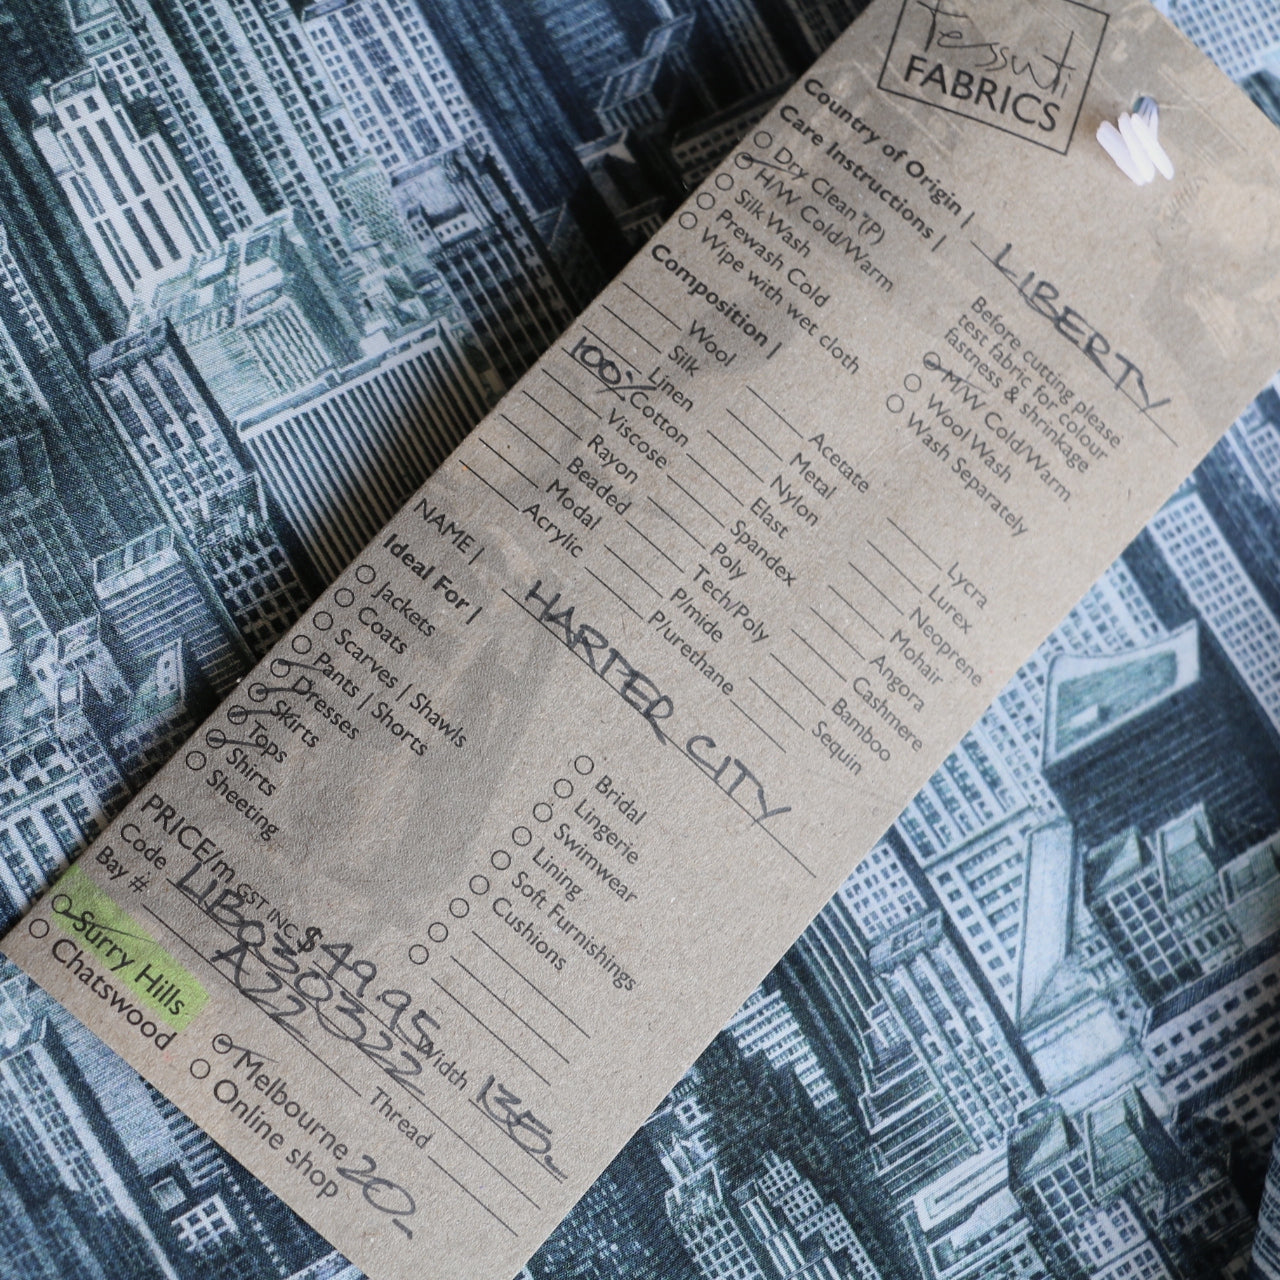 Tessuti
FABRICS
Country of Origin | LIBERTY
Care Instructions |
Dry Clean "(P)
H/W Cold/Warm
Silk Wash
Prewash Cold
Wipe with wet cloth
Before cutting please
test fabric for colour
fastness & shrinkage
M/W Cold/Warm
Wool Wash
Wash Separately
Composition |
Wool
Silk
Linen
100% Cotton
Viscose
Rayon
Beaded
Modal
Acrylic
Acetate
Metal
Nylon
Elast
Spandex
Poly
Tech/Poly
P/mide
P/urethane
Lycra
Lurex
Neoprene
Mohair
Angora
Cashmere
Bamboo
Sequin
NAME | HARTER CITY
Ideal For |
Jackets
Coats
Scarves | Shawls
Pants | Shorts
Dresses
Skirts
Tops
Shirts
Sheeting
Bridal
Lingerie
Swimwear
Lining
Soft Furnishings
Cushions
PRICE/m GST INC $49.95 Width 135-
Code LIB030322
Bay # A22 Thread
Surry Hills
Chatswood
Melbourne 20-
Online shop